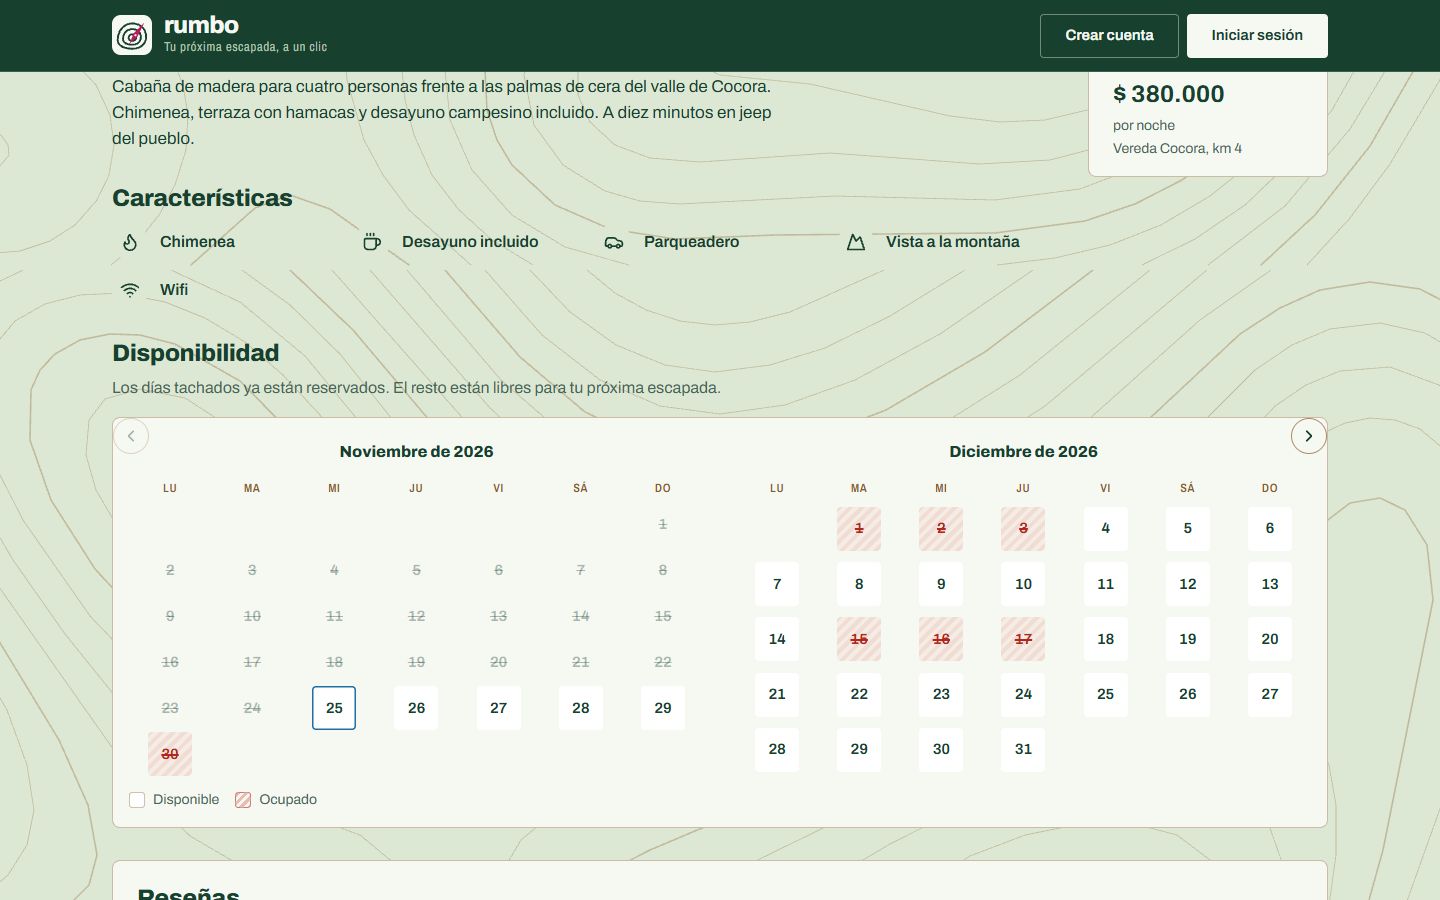 rumbo
Tu próxima escapada, a un clic
Crear cuenta
Iniciar sesión
Cabaña de madera para cuatro personas frente a las palmas de cera del valle de Cocora.
Chimenea, terraza con hamacas y desayuno campesino incluido. A diez minutos en jeep
del pueblo.
$ 380.000
por noche
Vereda Cocora, km 4
Características
Chimenea
Desayuno incluido
Parqueadero
Vista a la montaña
Wifi
Disponibilidad
Los días tachados ya están reservados. El resto están libres para tu próxima escapada.
Noviembre de 2026
LU MA MI JU VI SÁ DO
1
2 3 4 5 6 7 8
9 10 11 12 13 14 15
16 17 18 19 20 21 22
23 24 25 26 27 28 29
30
Diciembre de 2026
LU MA MI JU VI SÁ DO
1 2 3 4 5 6
7 8 9 10 11 12 13
14 15 16 17 18 19 20
21 22 23 24 25 26 27
28 29 30 31
Disponible
Ocupado
Reseñas